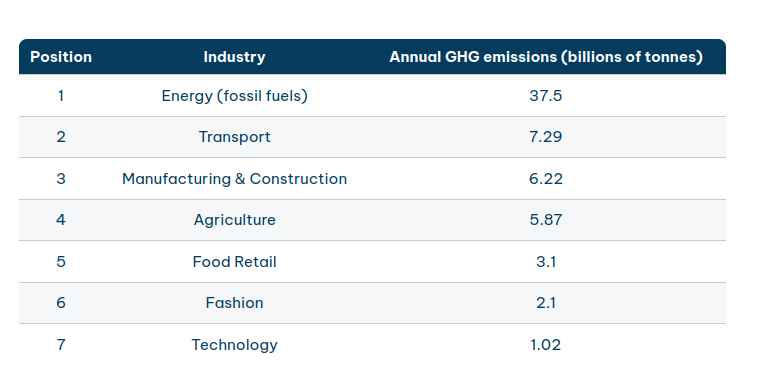 Position Industry Annual GHG emissions (billions of tonnes)
1 Energy (fossil fuels) 37.5
2 Transport 7.29
3 Manufacturing & Construction 6.22
4 Agriculture 5.87
5 Food Retail 3.1
6 Fashion 2.1
7 Technology 1.02